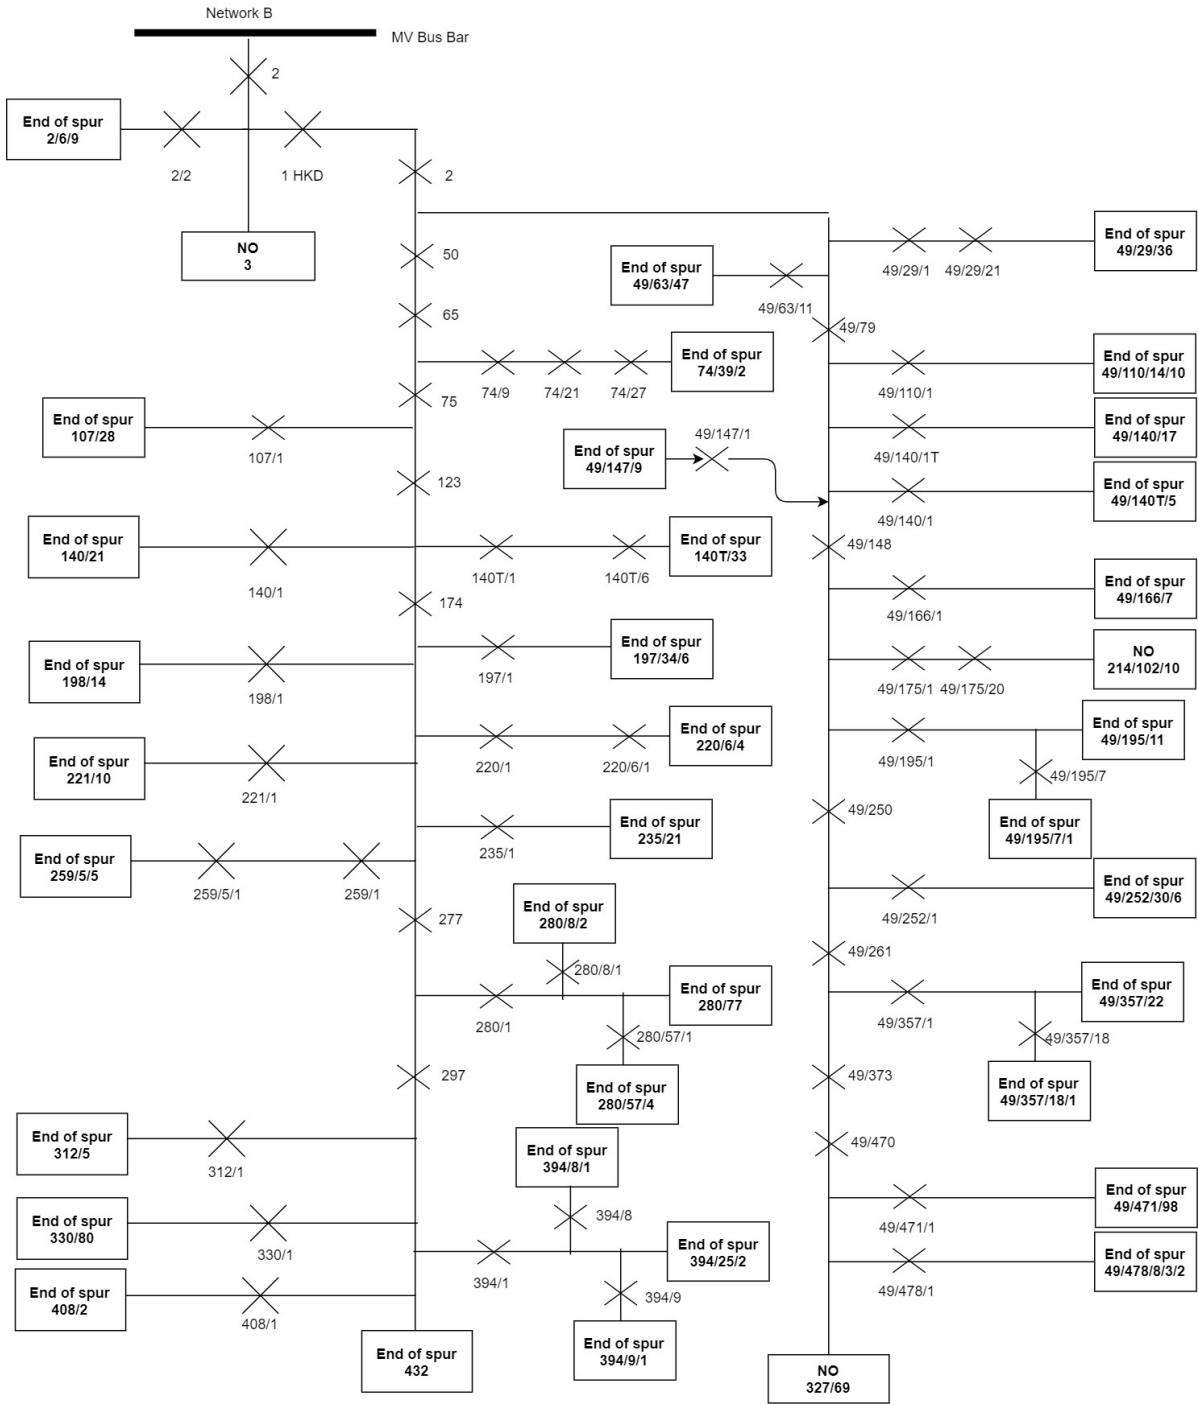 Network B
MV Bus Bar
2
End of spur
2/6/9
2/2
1 HKD
2
NO
3
50
65
End of spur
74/39/2
74/9
74/21
74/27
75
End of spur
107/28
107/1
123
End of spur
140/21
140/1
End of spur
140T/33
140T/1
140T/6
174
End of spur
197/34/6
197/1
End of spur
198/14
198/1
End of spur
220/6/4
220/1
220/6/1
End of spur
221/10
221/1
End of spur
235/21
235/1
End of spur
259/5/5
259/5/1
259/1
277
End of spur
280/8/2
280/8/1
End of spur
280/77
280/1
280/57/1
End of spur
280/57/4
297
End of spur
312/5
312/1
End of spur
394/8/1
394/8
End of spur
330/80
330/1
End of spur
394/25/2
394/1
394/9
End of spur
394/9/1
End of spur
408/2
408/1
End of spur
432
End of spur
49/29/36
49/29/1
49/29/21
End of spur
49/63/47
49/63/11
49/79
End of spur
49/110/14/10
49/110/1
End of spur
49/140/17
49/140/1T
49/147/1
End of spur
49/147/9
End of spur
49/140T/5
49/140/1
49/148
End of spur
49/166/7
49/166/1
NO
214/102/10
49/175/1
49/175/20
End of spur
49/195/11
49/195/1
49/195/7
End of spur
49/195/7/1
49/250
End of spur
49/252/30/6
49/252/1
49/261
End of spur
49/357/22
49/357/1
49/357/18
End of spur
49/357/18/1
49/373
49/470
End of spur
49/471/98
49/471/1
End of spur
49/478/8/3/2
49/478/1
NO
327/69